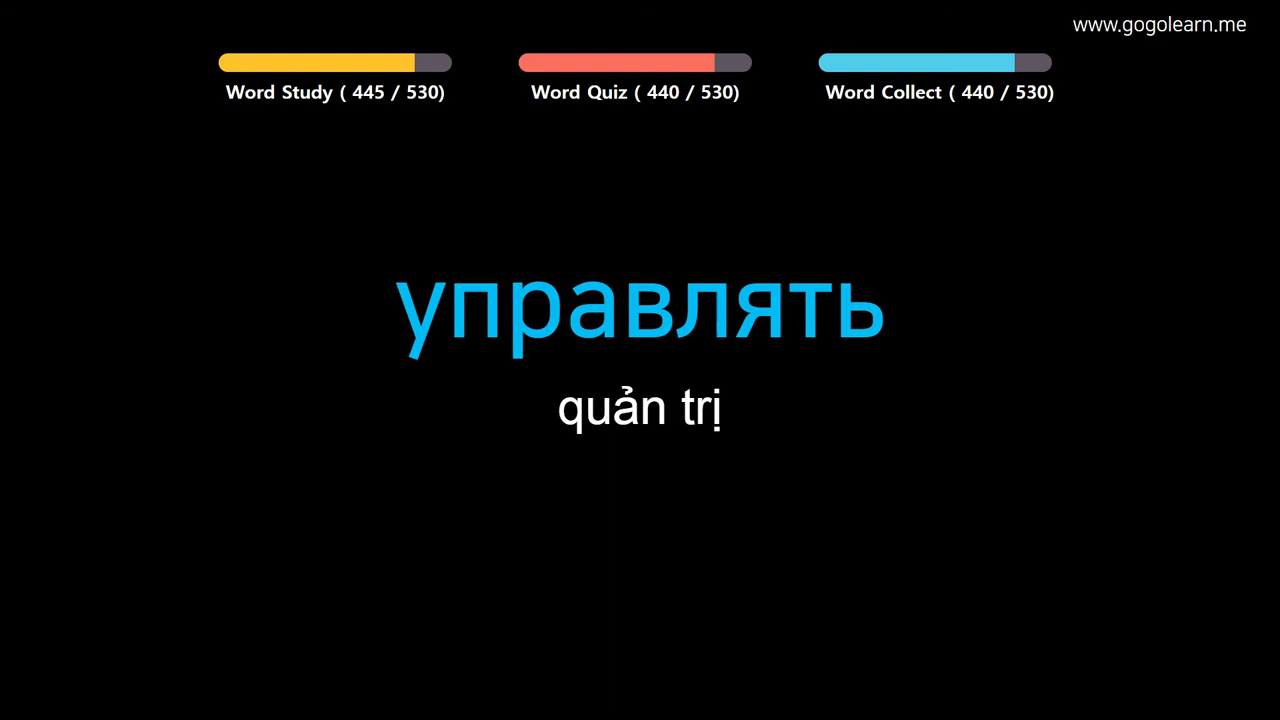 www.gogolearn.me
Word Study ( 445 / 530)
Word Quiz ( 440 / 530)
Word Collect ( 440 / 530)
управлять
quản trị